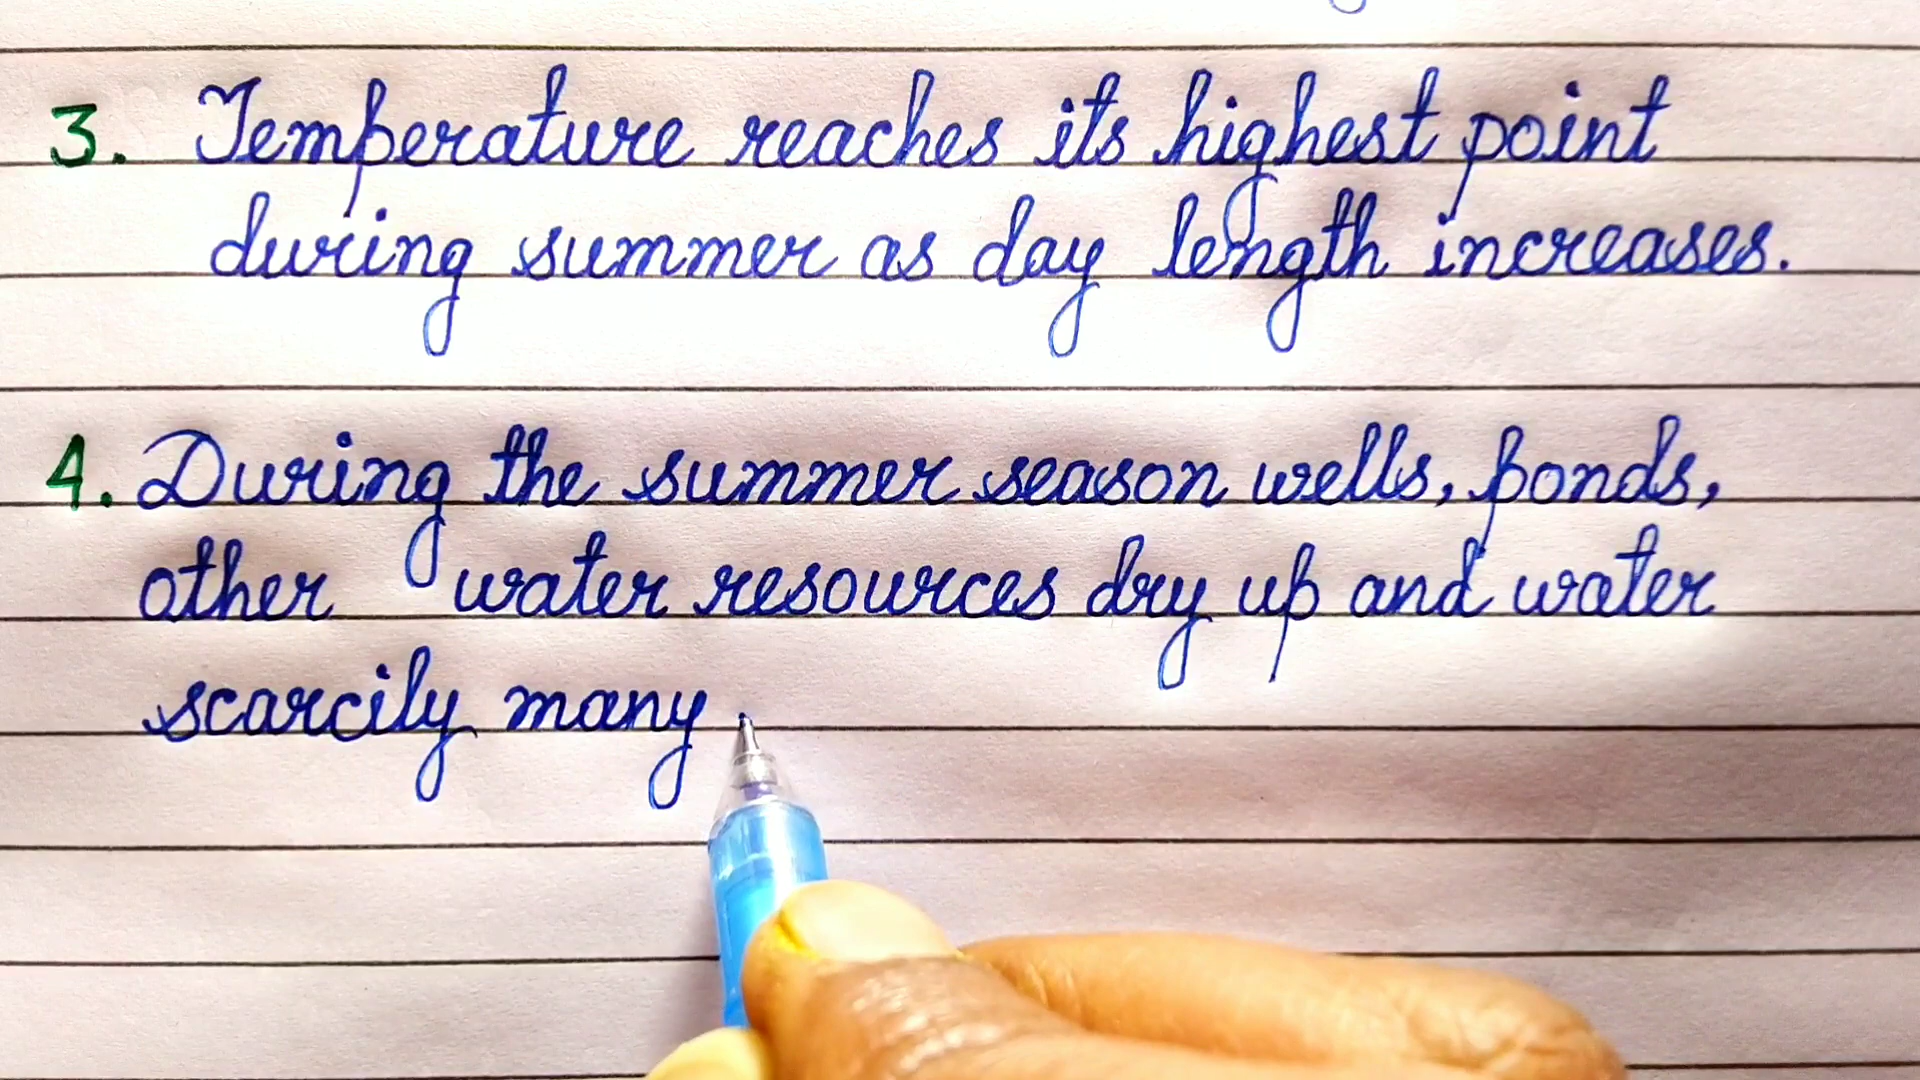 3. Temperature reaches its highest point
during summer as day length increases.
4. During the summer season wells, ponds,
other water resources dry up and water
scarcily many